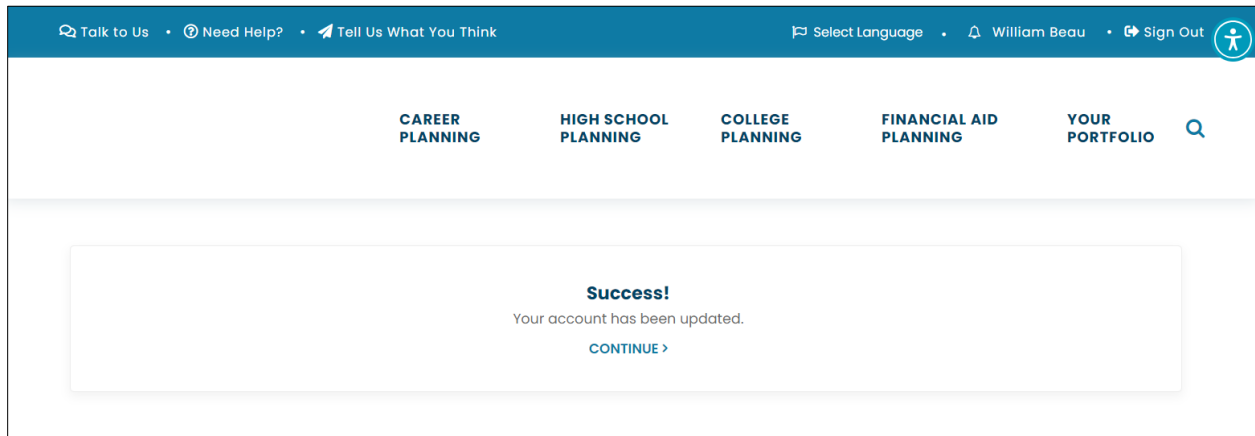 Talk to Us • Need Help? • Tell Us What You Think
Select Language • William Beau • Sign Out
CAREER PLANNING
HIGH SCHOOL PLANNING
COLLEGE PLANNING
FINANCIAL AID PLANNING
YOUR PORTFOLIO
Success!
Your account has been updated.
CONTINUE >